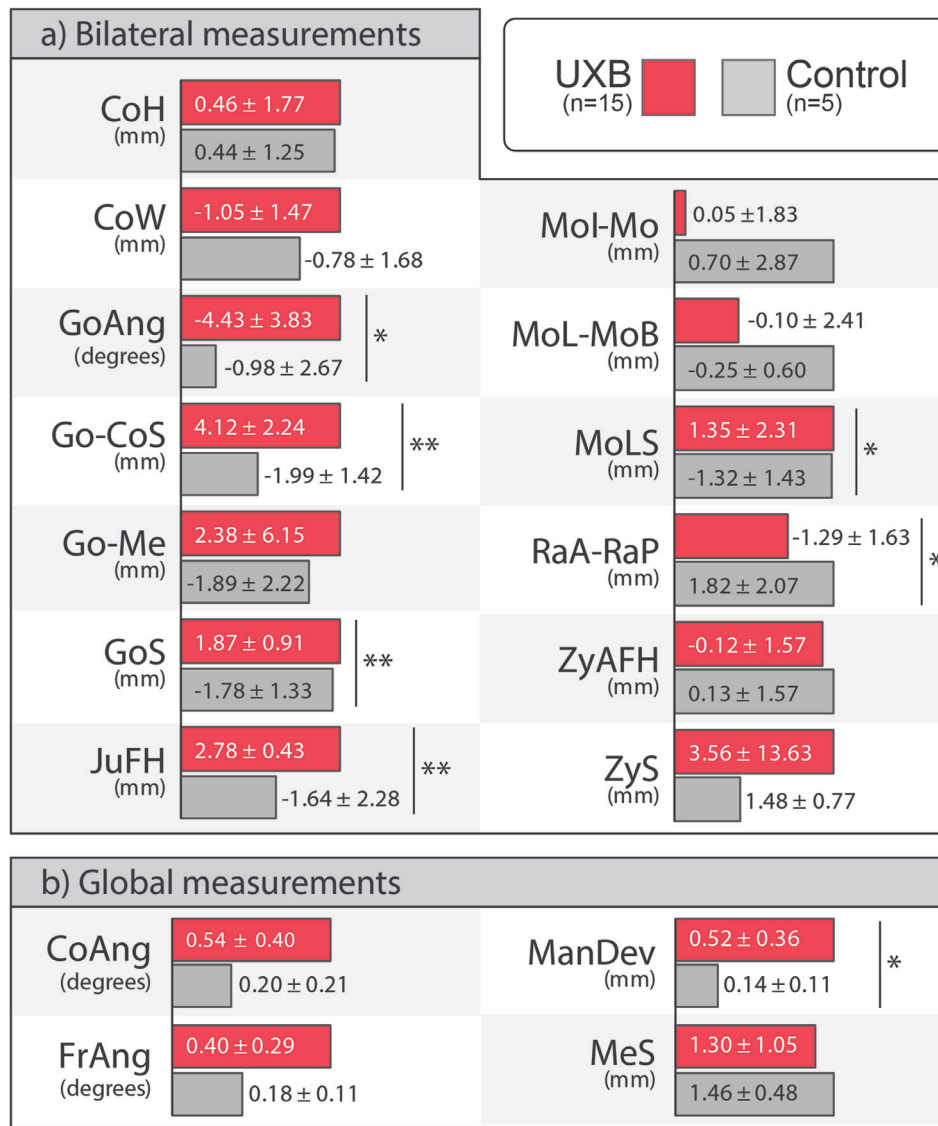 a) Bilateral measurements
UXB
(n=15)
Control
(n=5)
CoH
(mm)
0.46 ± 1.77
0.44 ± 1.25
CoW
(mm)
-1.05 ± 1.47
-0.78 ± 1.68
GoAng
(degrees)
-4.43 ± 3.83
-0.98 ± 2.67
*
Go-CoS
(mm)
4.12 ± 2.24
-1.99 ± 1.42
**
Go-Me
(mm)
2.38 ± 6.15
-1.89 ± 2.22
GoS
(mm)
1.87 ± 0.91
-1.78 ± 1.33
**
JuFH
(mm)
2.78 ± 0.43
-1.64 ± 2.28
**
MoI-Mo
(mm)
0.05 ±1.83
0.70 ± 2.87
MoL-MoB
(mm)
-0.10 ± 2.41
-0.25 ± 0.60
MoLS
(mm)
1.35 ± 2.31
-1.32 ± 1.43
*
RaA-RaP
(mm)
-1.29 ± 1.63
1.82 ± 2.07
*
ZyAFH
(mm)
-0.12 ± 1.57
0.13 ± 1.57
ZyS
(mm)
3.56 ± 13.63
1.48 ± 0.77
b) Global measurements
CoAng
(degrees)
0.54 ± 0.40
0.20 ± 0.21
FrAng
(degrees)
0.40 ± 0.29
0.18 ± 0.11
ManDev
(mm)
0.52 ± 0.36
0.14 ± 0.11
*
MeS
(mm)
1.30 ± 1.05
1.46 ± 0.48